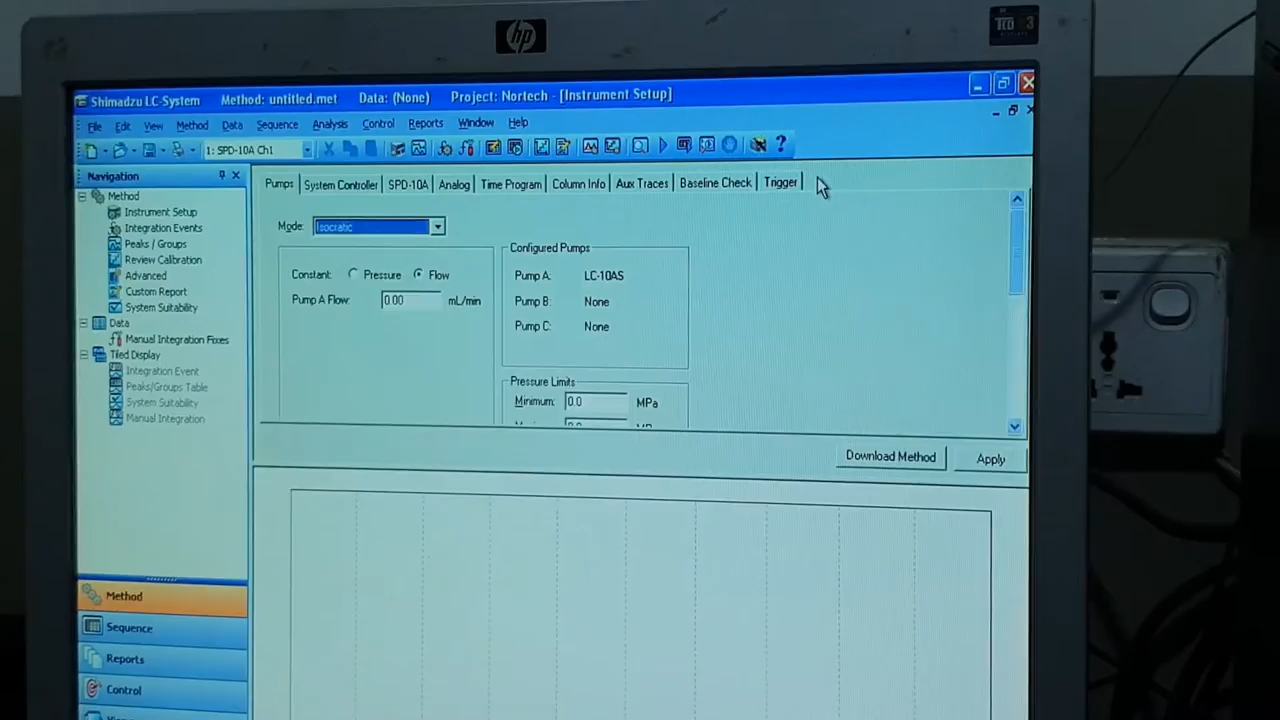 hp
TCO 03
Shimadzu LC-System Method: untitled.met Data: (None) Project: Nortech - [Instrument Setup]
File Edit View Method Data Sequence Analysis Control Reports Window Help
1: SPD-10A Ch1
Navigation
Method
Instrument Setup
Integration Events
Peaks / Groups
Review Calibration
Advanced
Custom Report
System Suitability
Data
Manual Integration Fixes
Tiled Display
Integration Event
Peaks/Groups Table
System Suitability
Manual Integration
Method
Sequence
Reports
Control
Pumps System Controller SPD-10A Analog Time Program Column Info Aux Traces Baseline Check Trigger
Mode: Isocratic
Constant: Pressure Flow
Pump A Flow: 0.00 mL/min
Configured Pumps
Pump A: LC-10AS
Pump B: None
Pump C: None
Pressure Limits
Minimum: 0.0 MPa
Download Method Apply